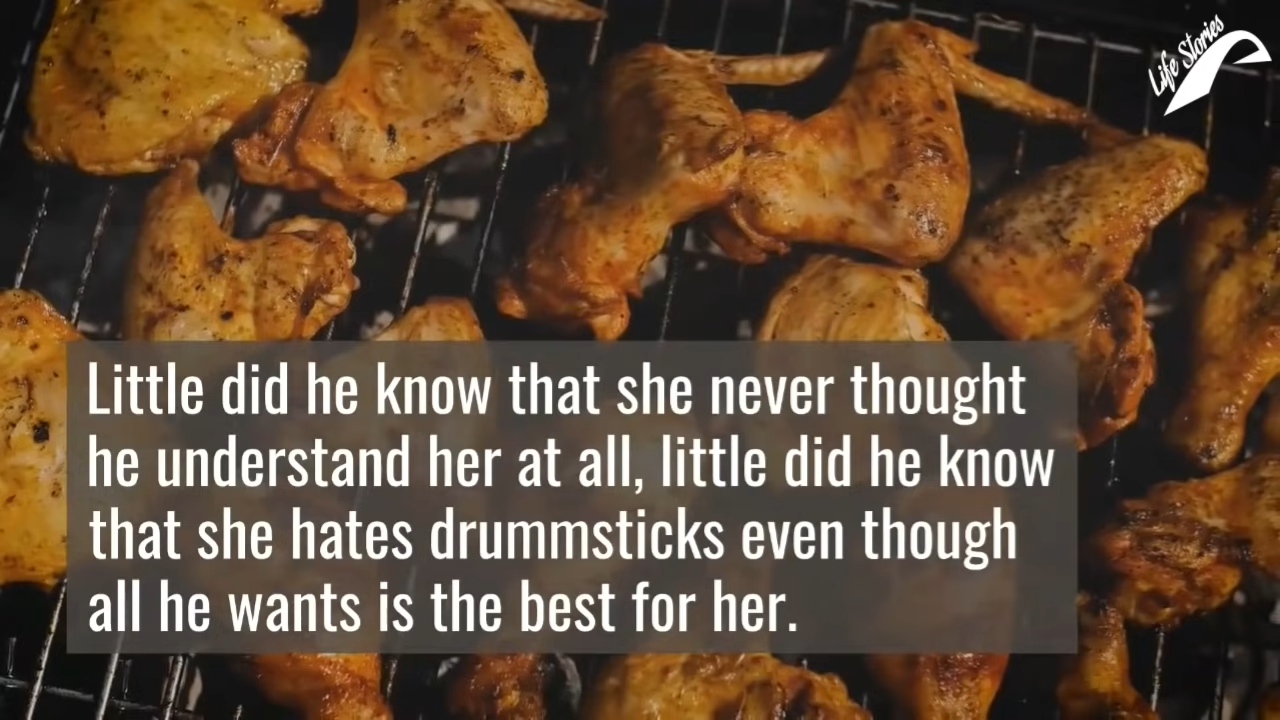 Life Stories
Little did he know that she never thought
he understand her at all, little did he know
that she hates drummsticks even though
all he wants is the best for her.